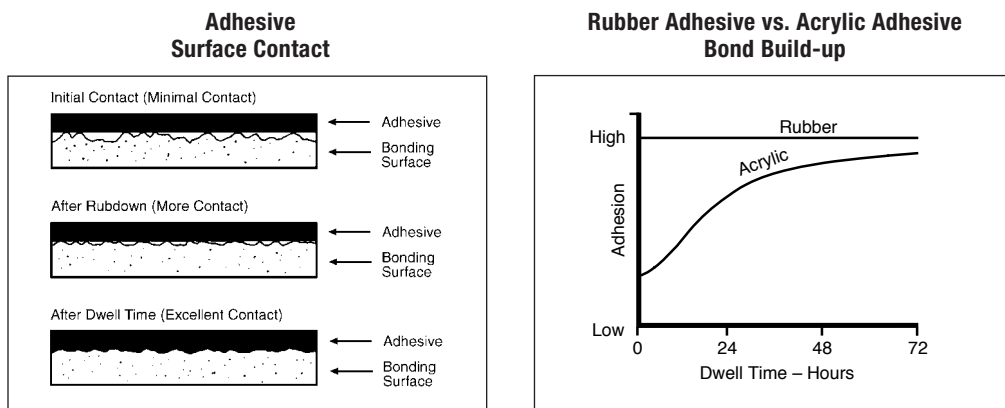 Adhesive
Surface Contact
Initial Contact (Minimal Contact)
Adhesive
Bonding
Surface
After Rubdown (More Contact)
Adhesive
Bonding
Surface
After Dwell Time (Excellent Contact)
Adhesive
Bonding
Surface
Rubber Adhesive vs. Acrylic Adhesive
Bond Build-up
High
Rubber
Acrylic
Adhesion
Low
0 24 48 72
Dwell Time – Hours